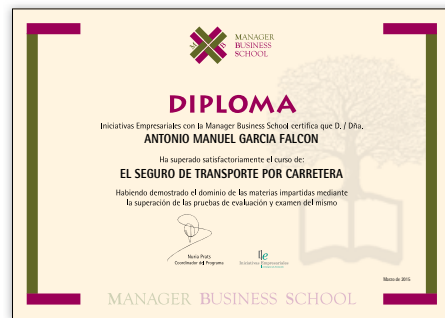 M B S
MANAGER
BUSINESS
SCHOOL
DIPLOMA
Iniciativas Empresariales con la Manager Business School certifica que D. / Dña.
ANTONIO MANUEL GARCIA FALCON
Ha superado satisfactoriamente el curso de:
EL SEGURO DE TRANSPORTE POR CARRETERA
Habiendo demostrado el dominio de las materias impartidas mediante
la superación de las pruebas de evaluación y examen del mismo
Nuria Prats
Coordinador del Programa
Iniciativas Empresariales
Marzo de 2015
MANAGER BUSINESS SCHOOL